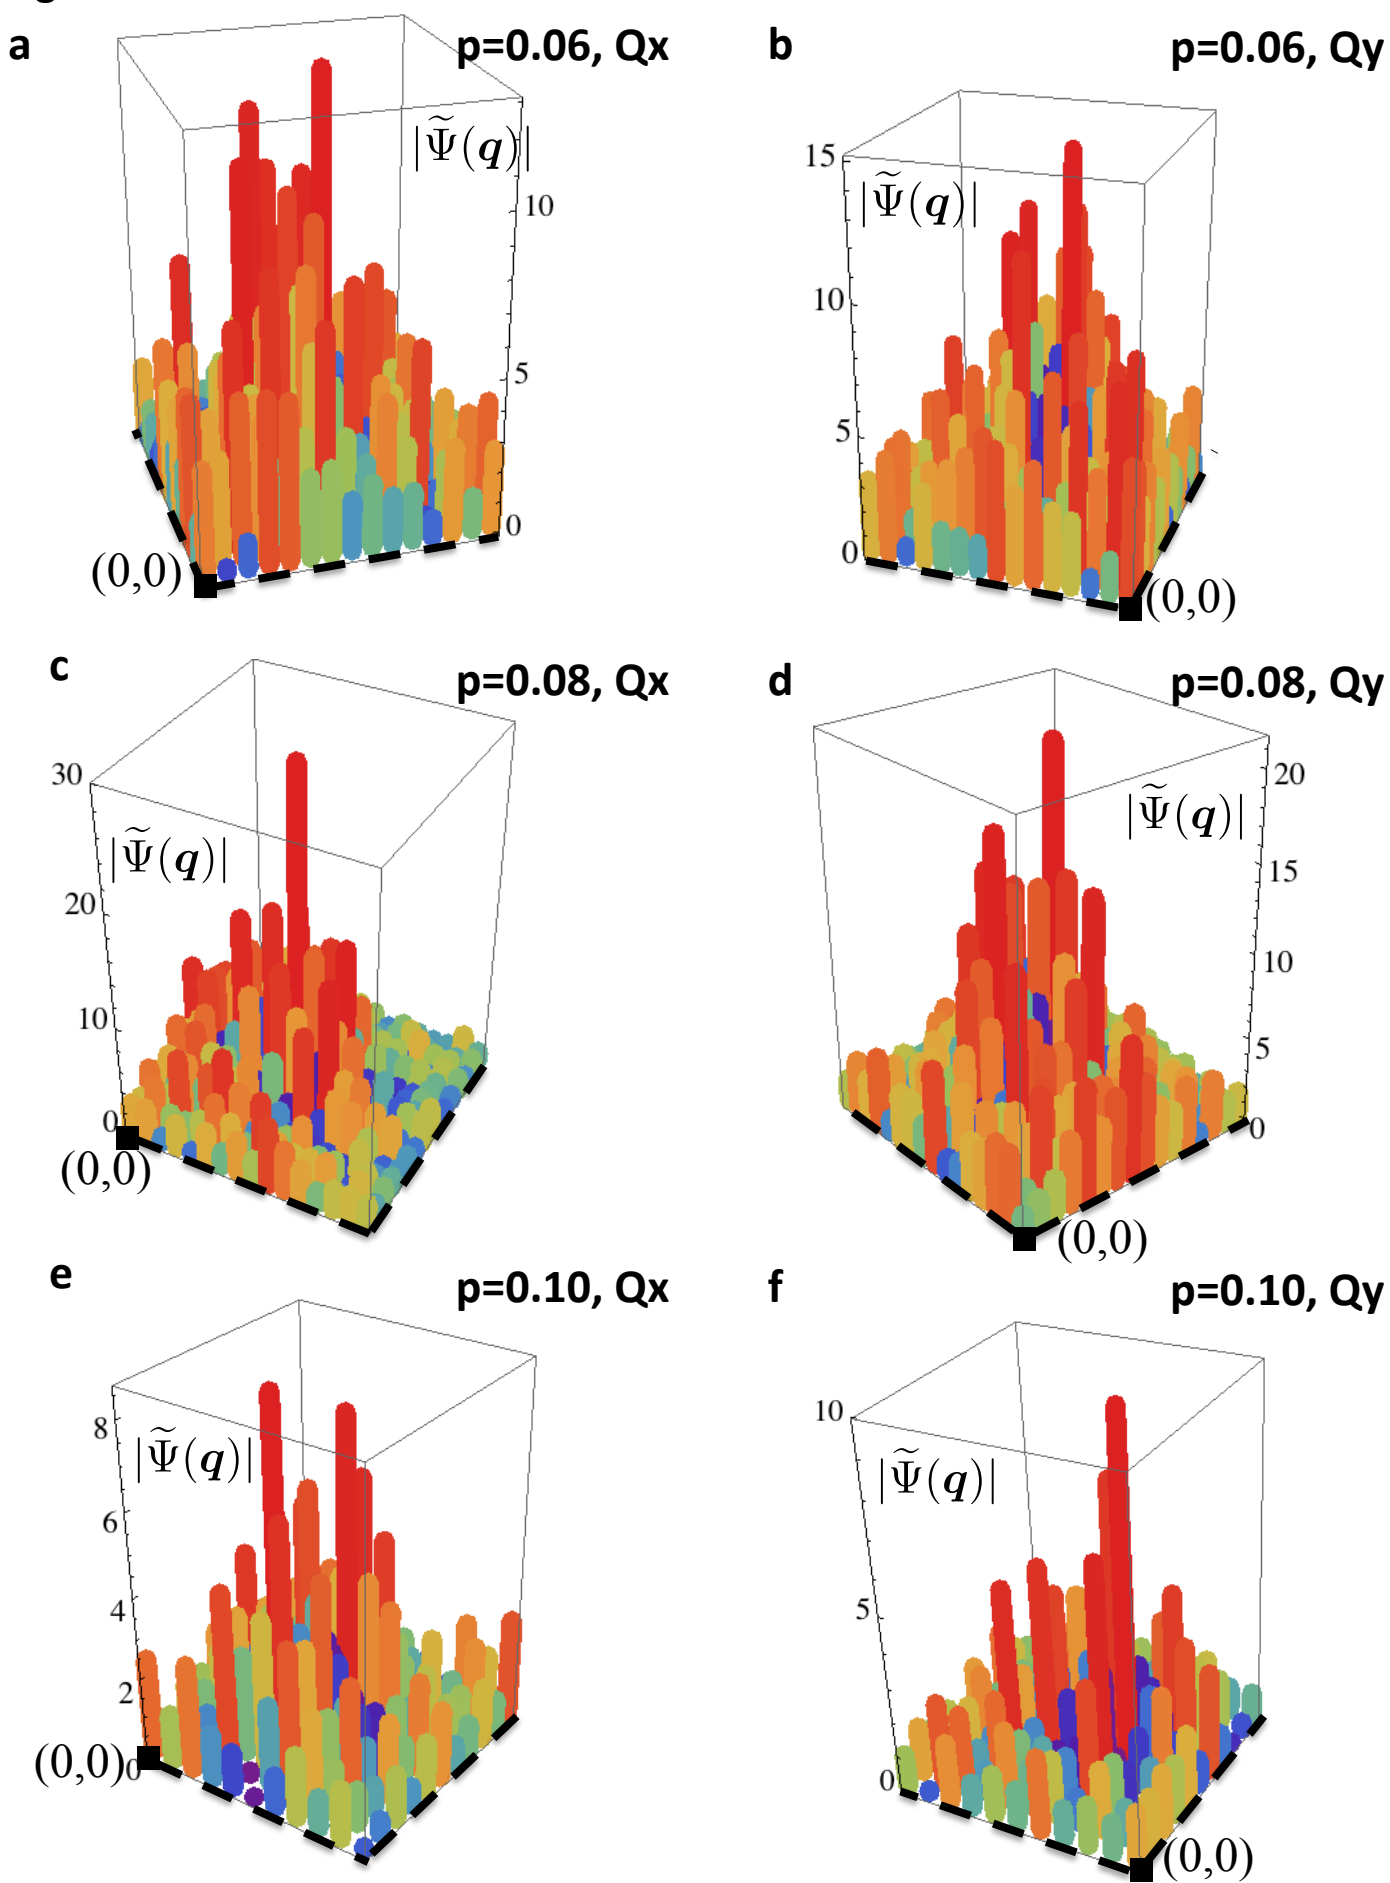 a
p=0.06, Qx
|Ψ̃(q)|
10
5
0
(0,0)
b
p=0.06, Qy
15
|Ψ̃(q)|
10
5
0
(0,0)
c
p=0.08, Qx
30
|Ψ̃(q)|
20
10
0
(0,0)
d
p=0.08, Qy
20
|Ψ̃(q)|
15
10
5
0
(0,0)
e
p=0.10, Qx
8
|Ψ̃(q)|
6
4
2
(0,0)
0
f
p=0.10, Qy
10
|Ψ̃(q)|
5
0
(0,0)